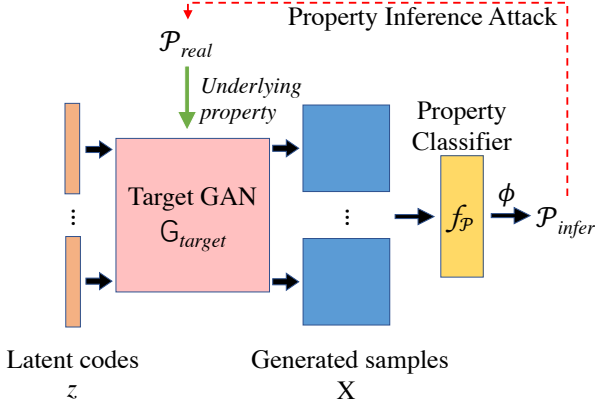 Property Inference Attack
𝒫real
Underlying
property
Property
Classifier
Target GAN
Gtarget
...
...
f𝒫
ϕ
𝒫infer
Latent codes
z
Generated samples
X